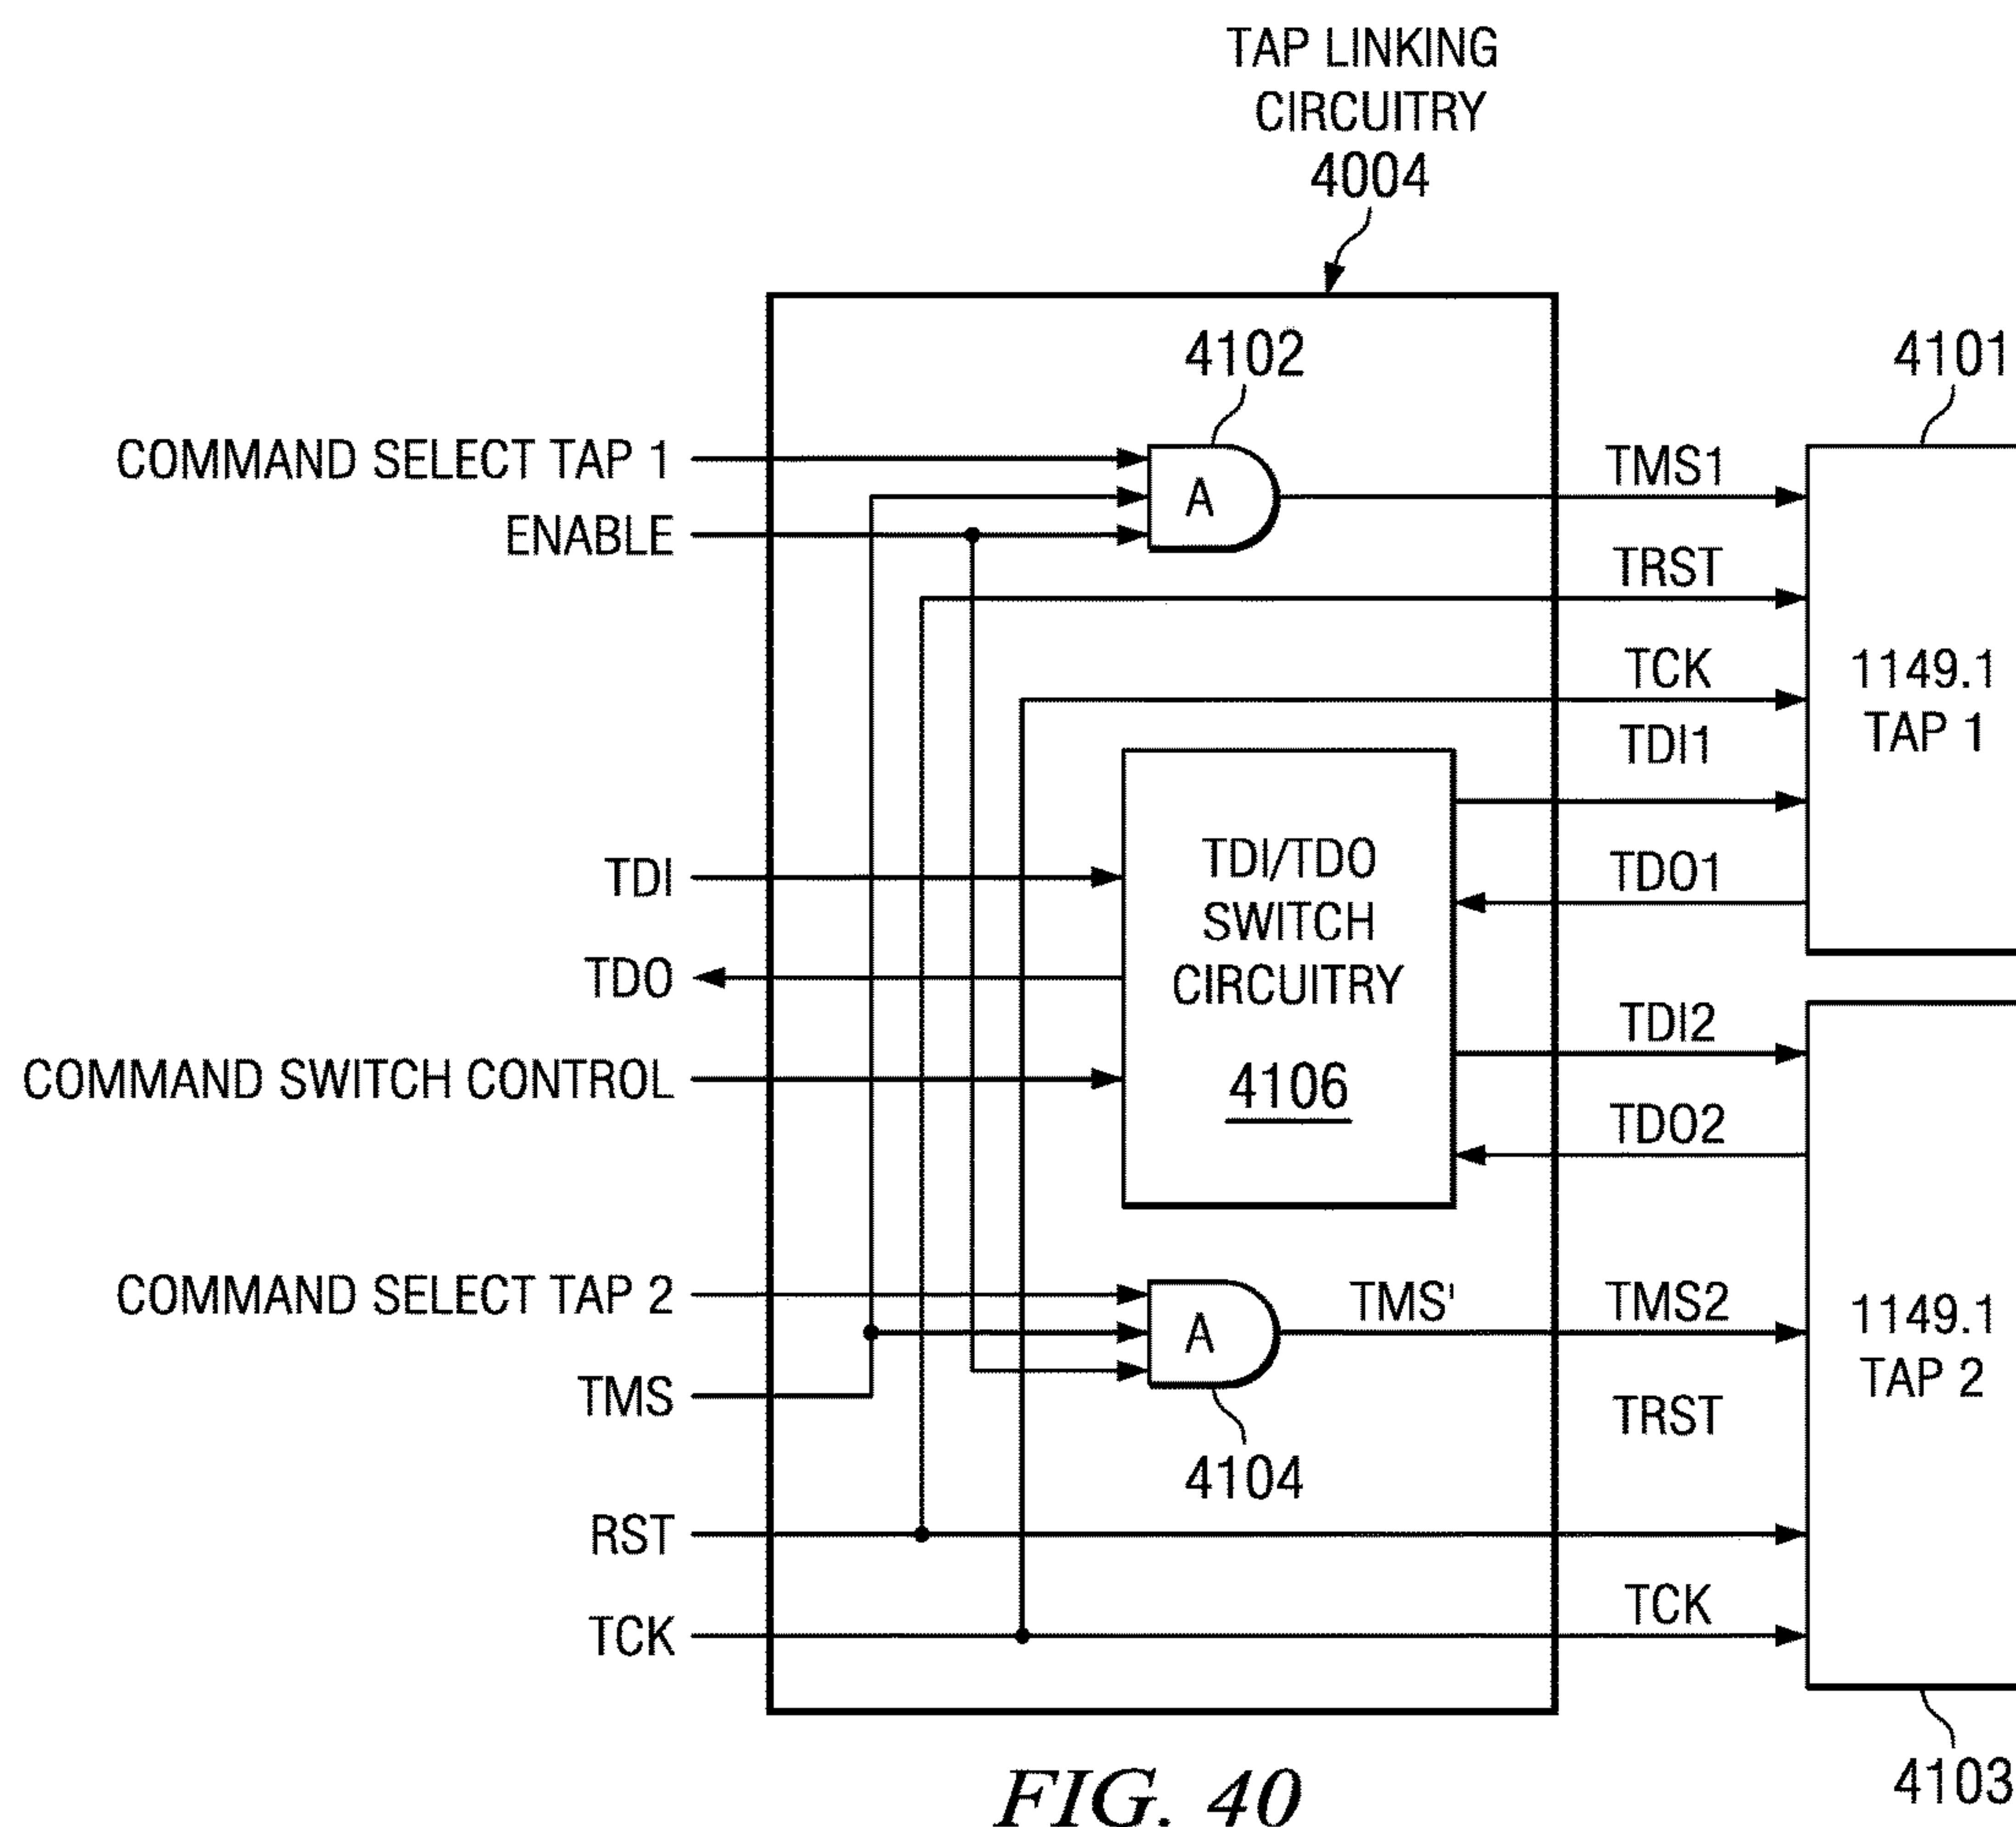 TAP LINKING
CIRCUITRY
4004
4102
4101
COMMAND SELECT TAP 1
A
TMS1
ENABLE
TRST
TCK
1149.1
TAP 1
TDI1
TDI
TDI/TDO
SWITCH
CIRCUITRY
4106
TDO1
TDO
TDI2
COMMAND SWITCH CONTROL
TDO2
COMMAND SELECT TAP 2
A
TMS'
TMS2
1149.1
TAP 2
TMS
TRST
4104
RST
TCK
TCK
4103
FIG. 40